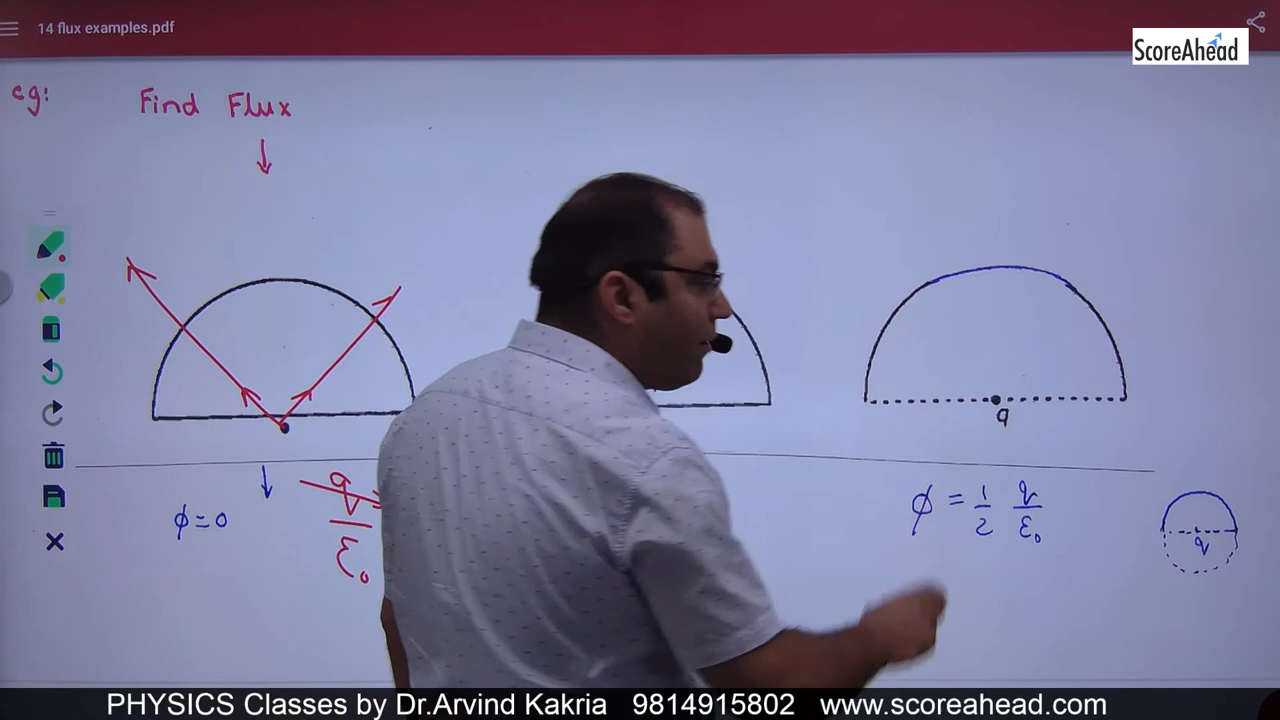 14 flux examples.pdf
ScoreAhead
eg:
Find Flux
↓
q
↓
ϕ = 0
q/ε₀
ϕ = 1/2 q/ε₀
q
PHYSICS Classes by Dr.Arvind Kakria 9814915802 www.scoreahead.com